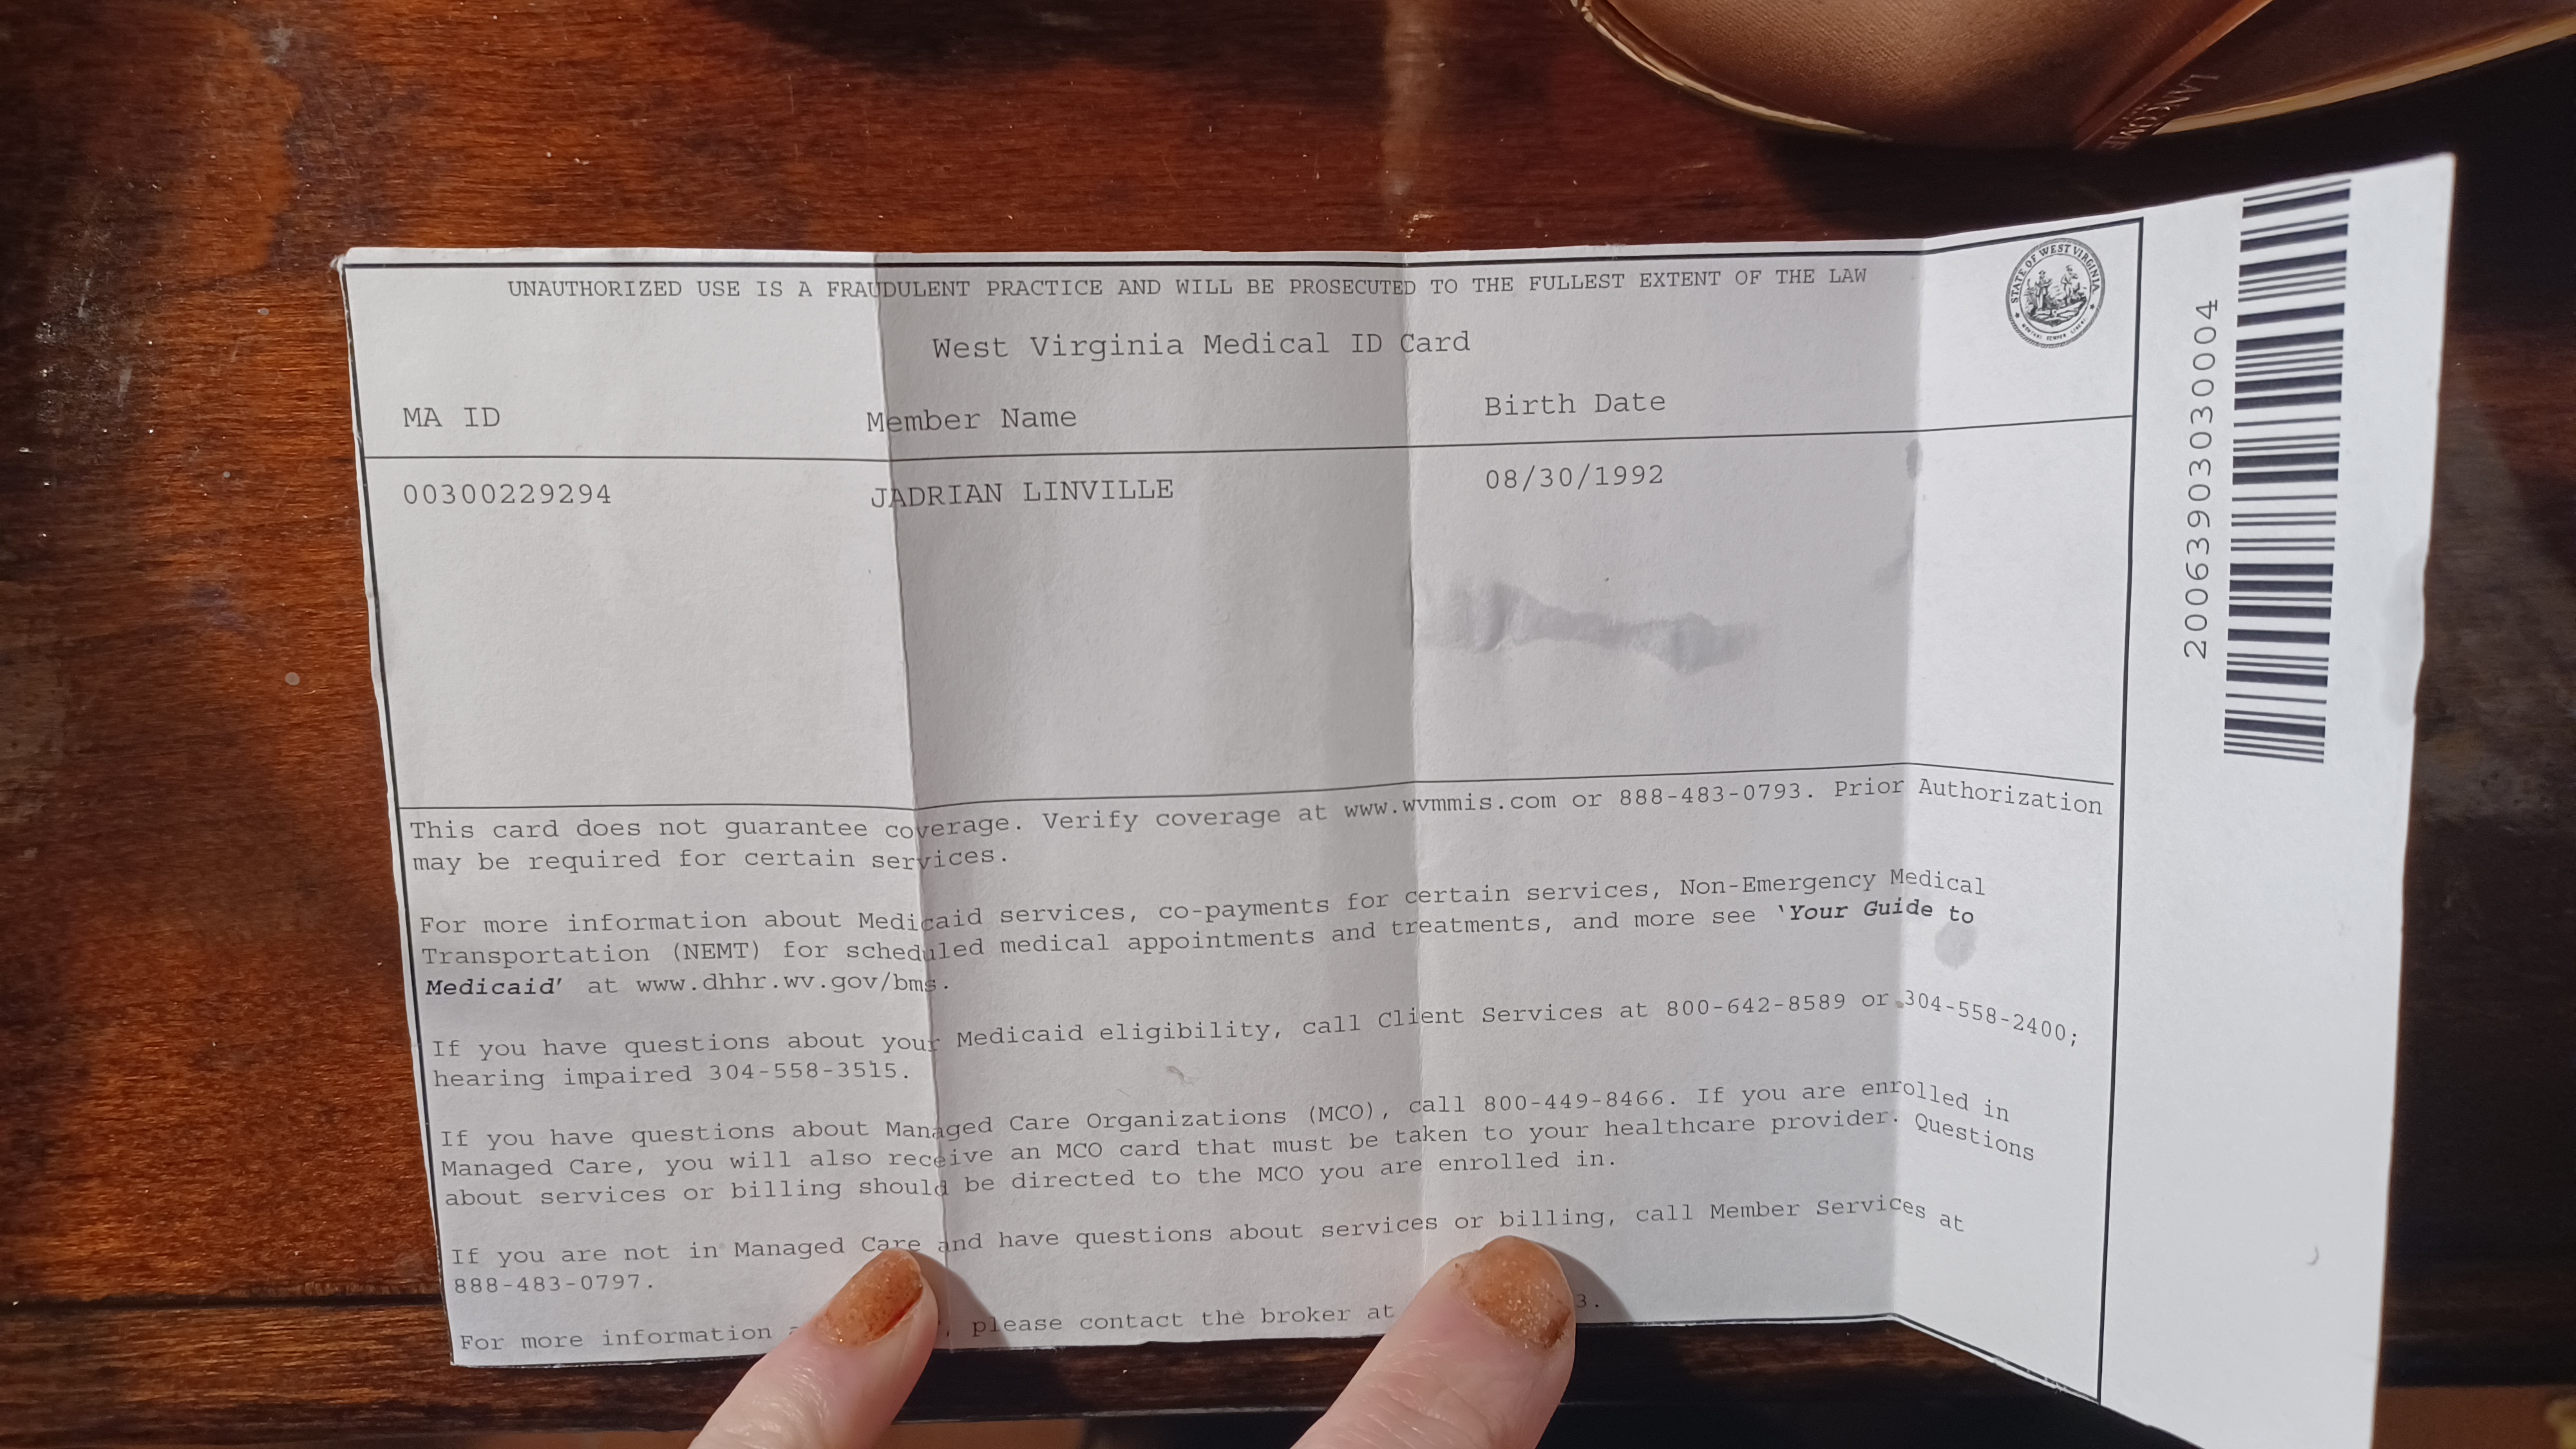 LANCOME
UNAUTHORIZED USE IS A FRAUDULENT PRACTICE AND WILL BE PROSECUTED TO THE FULLEST EXTENT OF THE LAW
STATE OF WEST VIRGINIA
MONTANI SEMPER LIBERI
West Virginia Medical ID Card
MA ID Member Name Birth Date
00300229294 JADRIAN LINVILLE 08/30/1992
This card does not guarantee coverage. Verify coverage at www.wvmmis.com or 888-483-0793. Prior Authorization
may be required for certain services.
For more information about Medicaid services, co-payments for certain services, Non-Emergency Medical
Transportation (NEMT) for scheduled medical appointments and treatments, and more see 'Your Guide to
Medicaid' at www.dhhr.wv.gov/bms.
If you have questions about your Medicaid eligibility, call Client Services at 800-642-8589 or 304-558-2400;
hearing impaired 304-558-3515.
If you have questions about Managed Care Organizations (MCO), call 800-449-8466. If you are enrolled in
Managed Care, you will also receive an MCO card that must be taken to your healthcare provider. Questions
about services or billing should be directed to the MCO you are enrolled in.
If you are not in Managed Care and have questions about services or billing, call Member Services at
888-483-0797.
For more information , please contact the broker at 3.
20063903030004